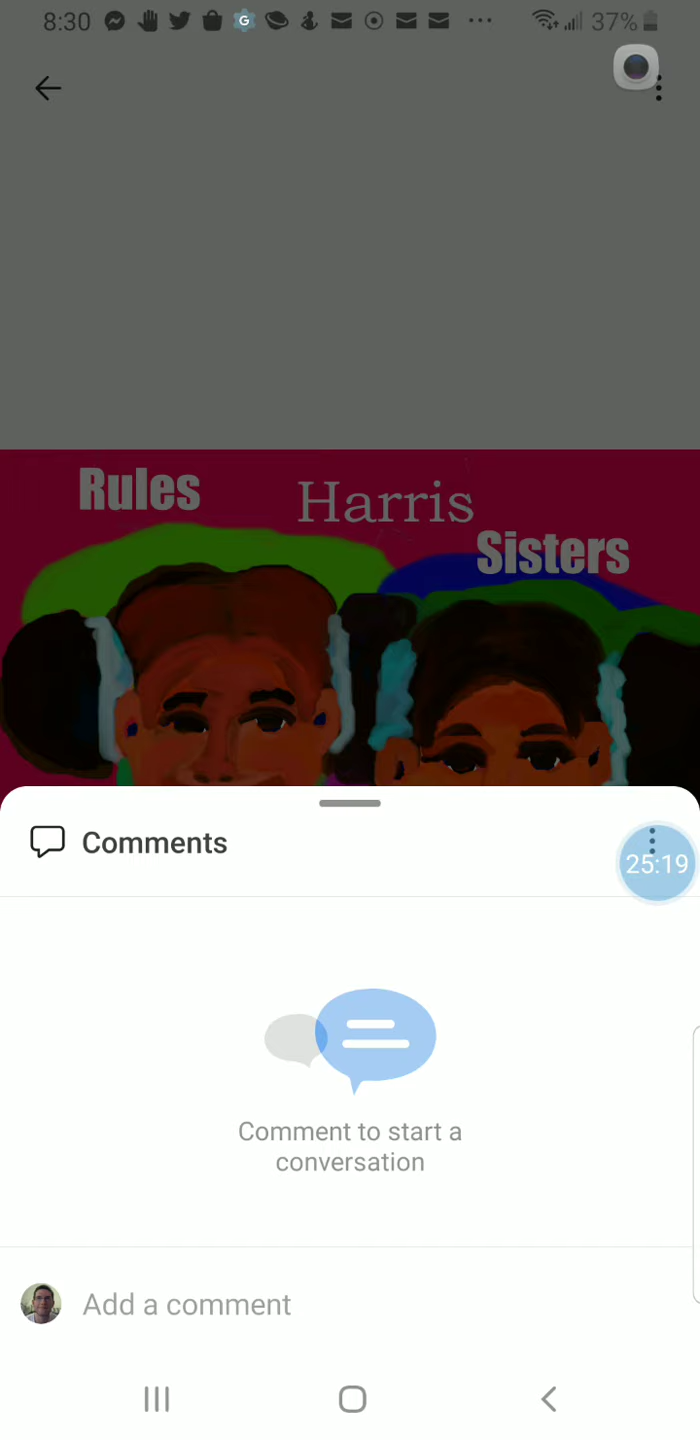 8:30
37%
Rules
Harris
Sisters
Comments
25:19
Comment to start a
conversation
Add a comment